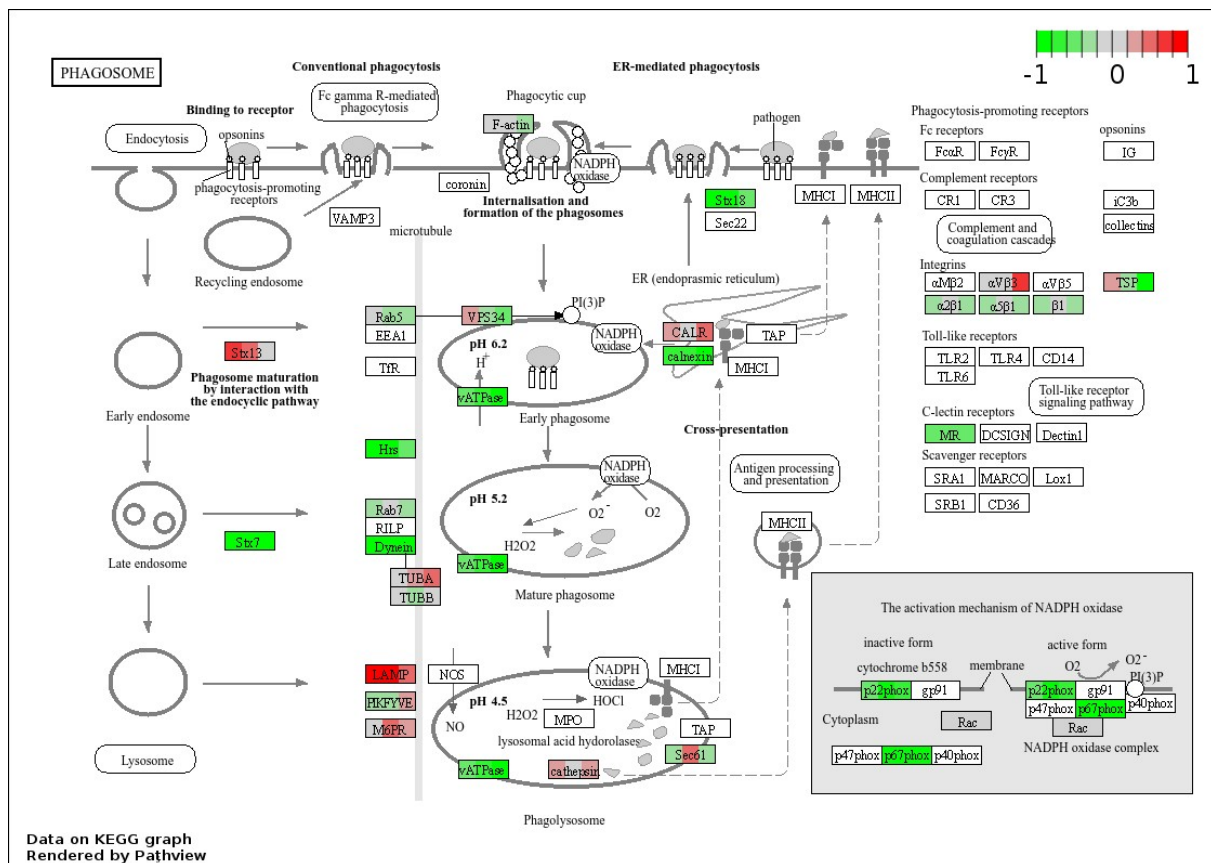 PHAGOSOME
Conventional phagocytosis
ER-mediated phagocytosis
-1 0 1
Binding to receptor
Fc gamma R-mediated
phagocytosis
Phagocytic cup
Endocytosis
opsonins
F-actin
pathogen
NADPH
oxidase
phagocytosis-promoting
receptors
coronin
VAMP3
Internalisation and
formation of the phagosomes
Stx18
Sec22
MHCI
MHCII
microtubule
Recycling endosome
ER (endoprasmic reticulum)
Phagocytosis-promoting receptors
Fc receptors
opsonins
FcαR
FcγR
IG
Complement receptors
CR1
CR3
iC3b
Complement and
coagulation cascades
collectins
Integrins
αMβ2
αVβ3
αVβ5
TSP
α2β1
α5β1
β1
Toll-like receptors
TLR2
TLR4
CD14
TLR6
Toll-like receptor
signaling pathway
C-lectin receptors
MR
DCSIGN
Dectin1
Scavenger receptors
SRA1
MARCO
Lox1
SRB1
CD36
Rab5
EEA1
VPS34
PI(3)P
NADPH
oxidase
CALR
TAP
calnexin
MHCI
Stx13
TfR
pH 6.2
H+
vATPase
Phagosome maturation
by interaction with
the endocyclic pathway
Early endosome
Early phagosome
Cross-presentation
Hrs
NADPH
oxidase
Antigen processing
and presentation
pH 5.2
O2-
O2
H2O2
Rab7
RILP
Dynein
Stx7
vATPase
MHCII
Late endosome
TUBA
TUBB
Mature phagosome
LAMP
NOS
NADPH
oxidase
MHCI
PIKFYVE
pH 4.5
HOCl
H2O2
MPO
M6PR
NO
TAP
lysosomal acid hydorolases
Sec61
vATPase
cathepsin
Lysosome
Phagolysosome
The activation mechanism of NADPH oxidase
inactive form
active form
cytochrome b558
membrane
O2
O2-
PI(3)P
p22phox
gp91
p22phox
gp91
p47phox
p67phox
p40phox
Cytoplasm
Rac
Rac
NADPH oxidase complex
p47phox
p67phox
p40phox
Data on KEGG graph
Rendered by Pathview